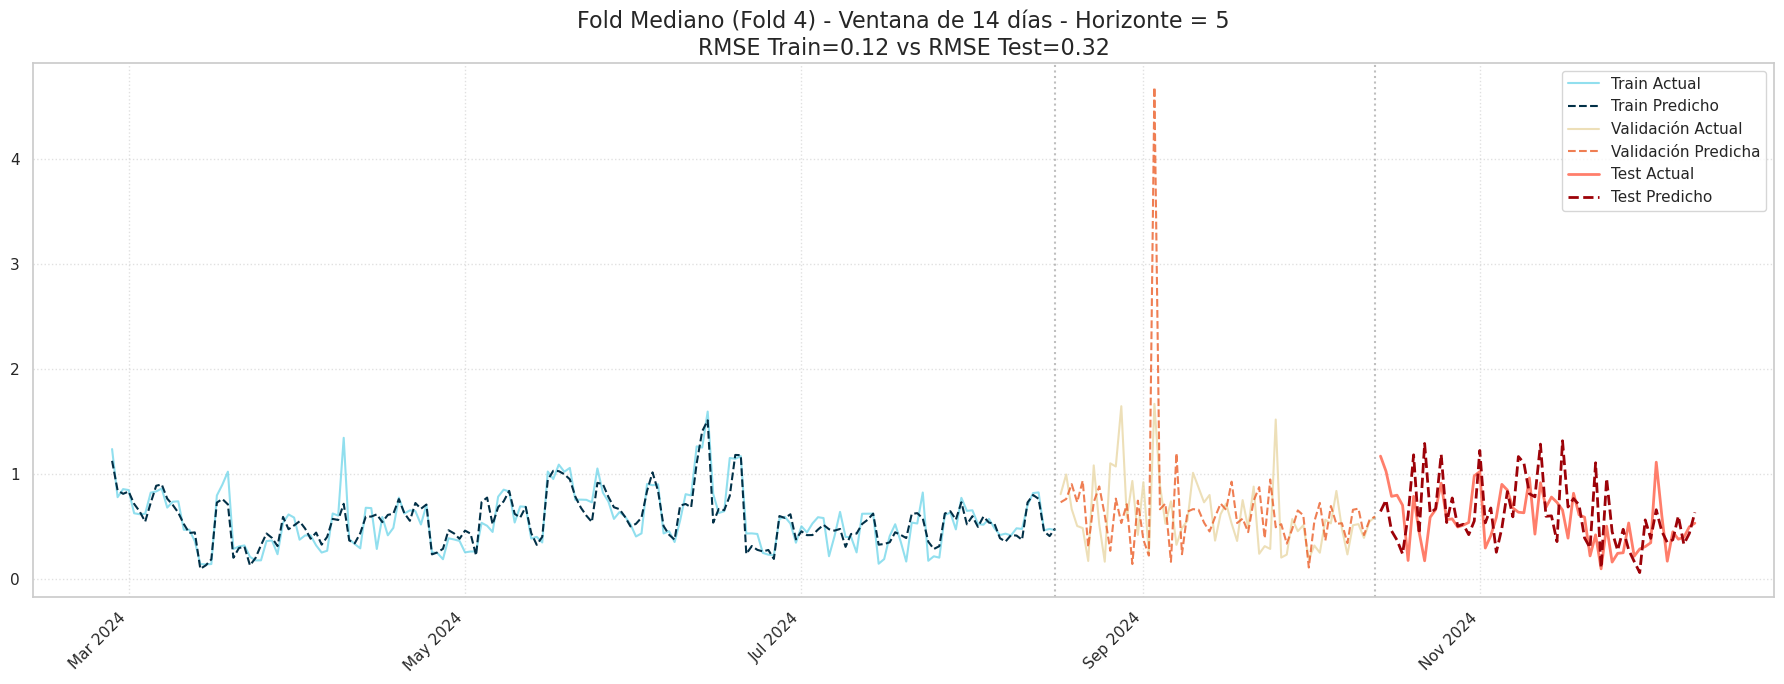 Fold Mediano (Fold 4) - Ventana de 14 días - Horizonte = 5
RMSE Train=0.12 vs RMSE Test=0.32
Train Actual
Train Predicho
Validación Actual
Validación Predicha
Test Actual
Test Predicho
4
3
2
1
0
Mar 2024
May 2024
Jul 2024
Sep 2024
Nov 2024